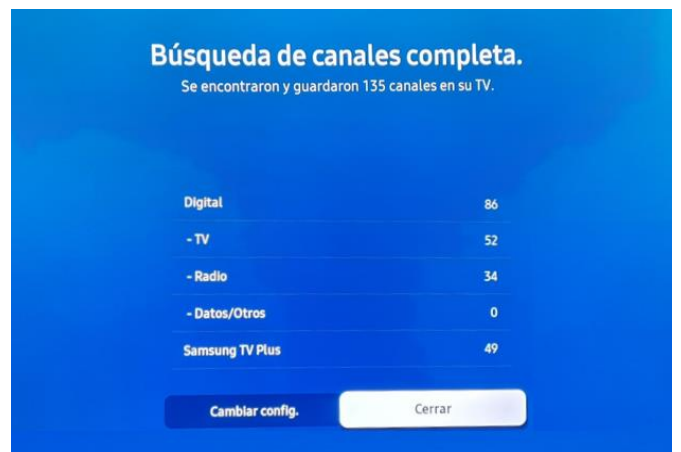 Búsqueda de canales completa.
Se encontraron y guardaron 135 canales en su TV.
Digital 86
- TV 52
- Radio 34
- Datos/Otros 0
Samsung TV Plus 49
Cambiar config. Cerrar